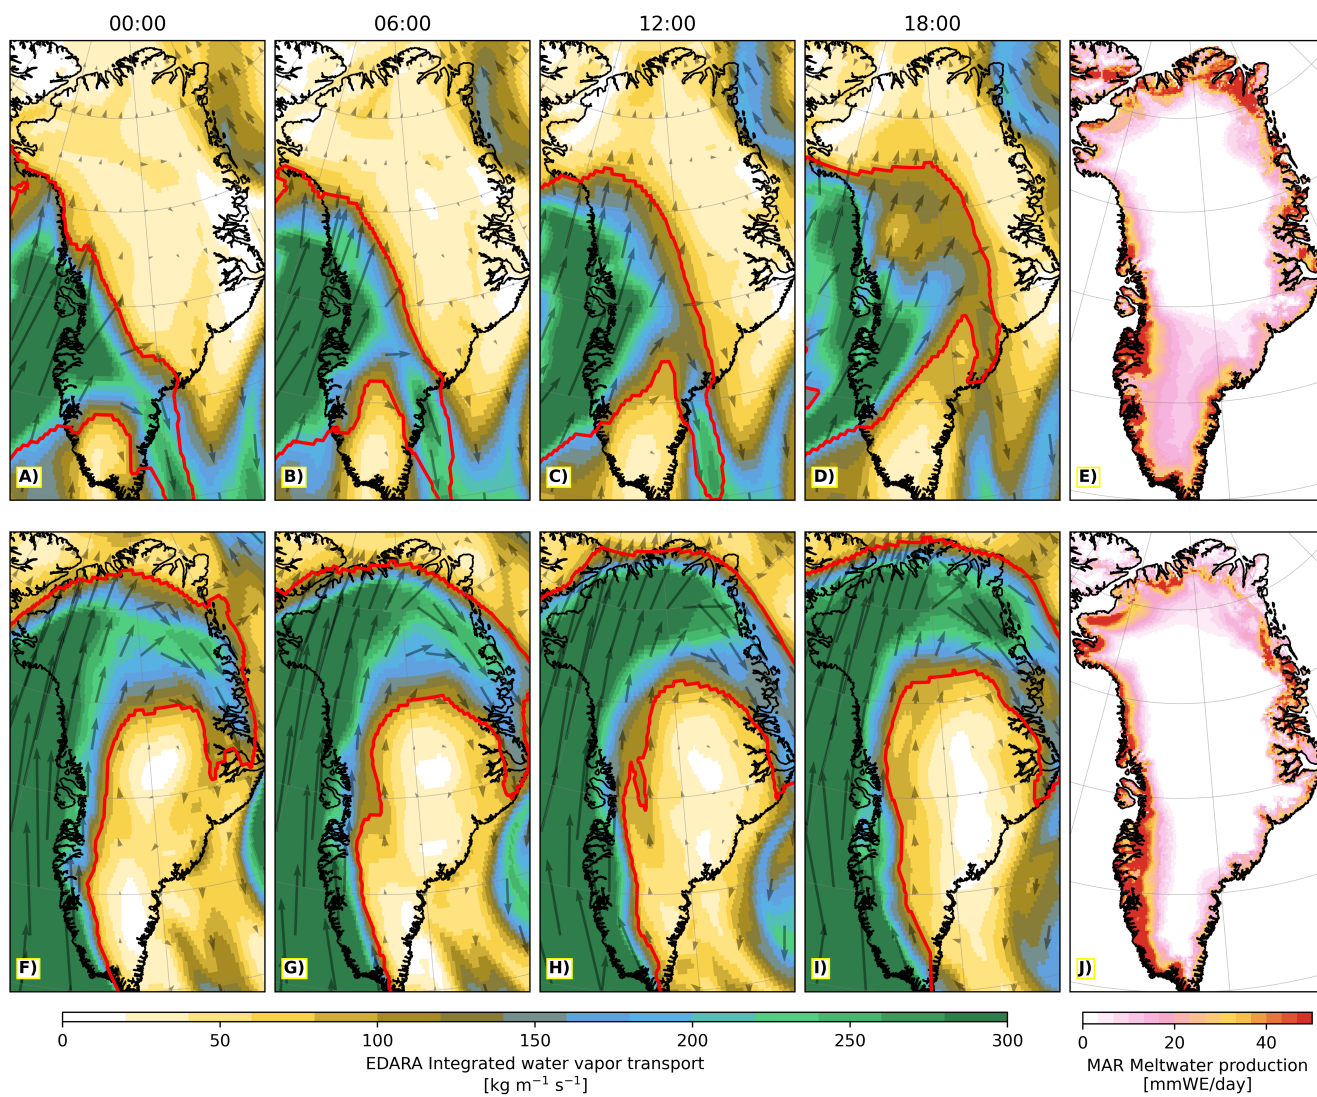 00:00 06:00 12:00 18:00
A) B) C) D) E)
F) G) H) I) J)
0 50 100 150 200 250 300 0 20 40
EDARA Integrated water vapor transport
[kg m⁻¹ s⁻¹]
MAR Meltwater production
[mmWE/day]